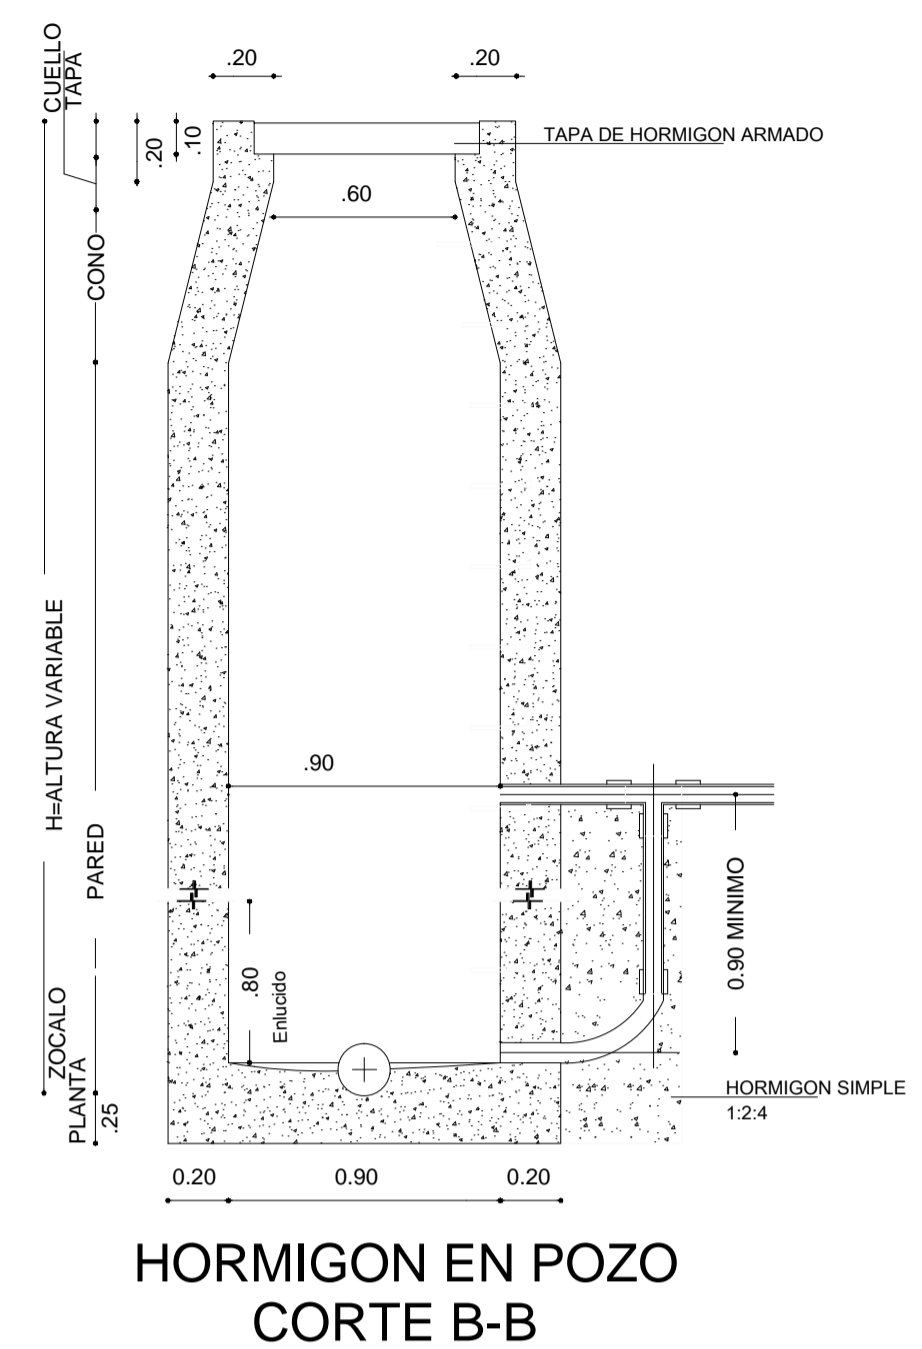 CUELLO
TAPA
.20
.20
.20
.10
TAPA DE HORMIGON ARMADO
.60
CONO
H=ALTURA VARIABLE
.90
PARED
0.90 MINIMO
.80
Enlucido
ZOCALO
PLANTA
.25
HORMIGON SIMPLE
1:2:4
0.20
0.90
0.20
HORMIGON EN POZO
CORTE B-B